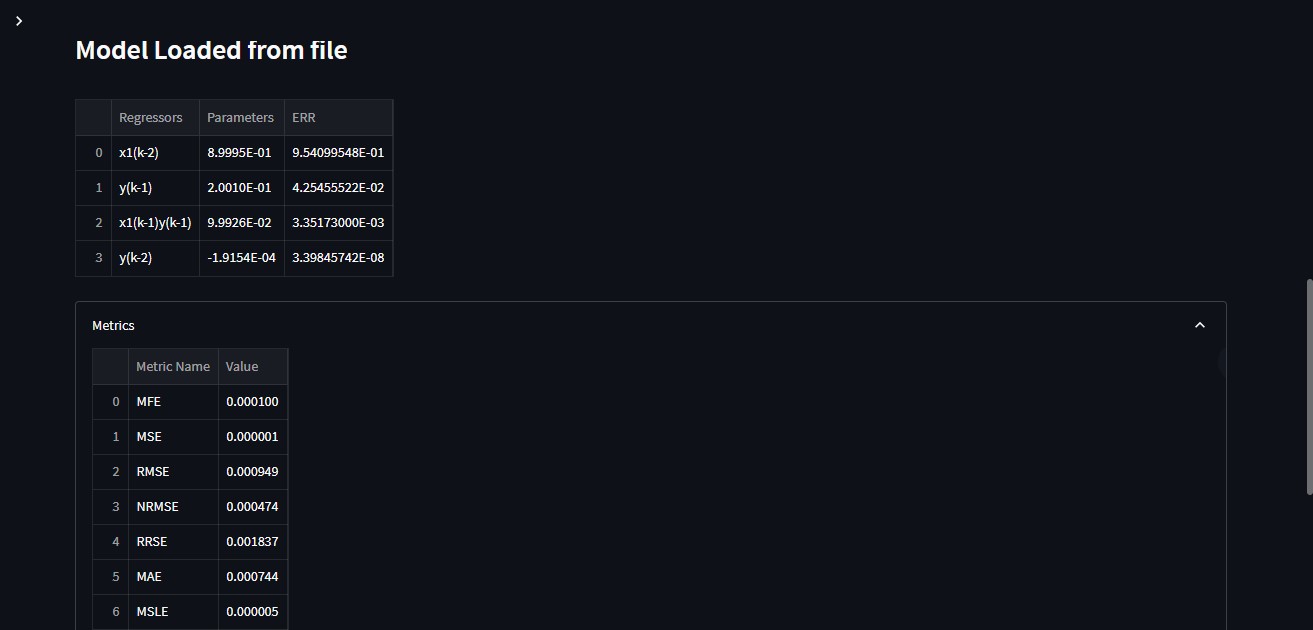 Model Loaded from file
Regressors Parameters ERR
0 x1(k-2) 8.9995E-01 9.54099548E-01
1 y(k-1) 2.0010E-01 4.25455522E-02
2 x1(k-1)y(k-1) 9.9926E-02 3.35173000E-03
3 y(k-2) -1.9154E-04 3.39845742E-08
Metrics
Metric Name Value
0 MFE 0.000100
1 MSE 0.000001
2 RMSE 0.000949
3 NRMSE 0.000474
4 RRSE 0.001837
5 MAE 0.000744
6 MSLE 0.000005